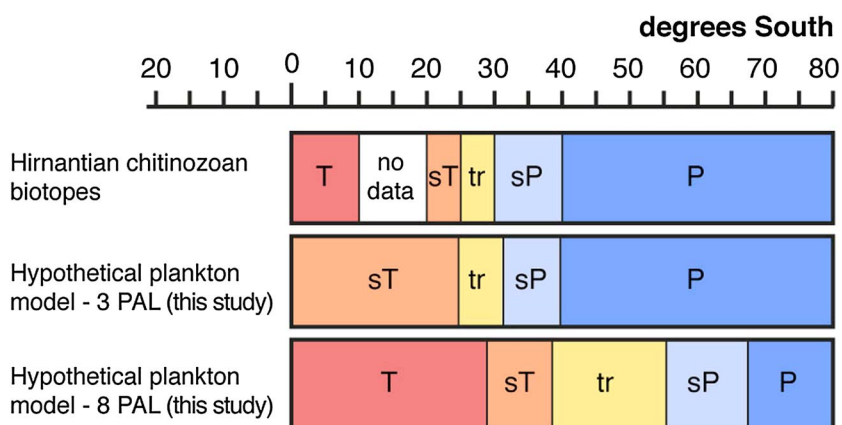 degrees South
20 10 0 10 20 30 40 50 60 70 80
Hirnantian chitinozoan
biotopes
T
no
data
sT
tr
sP
P
Hypothetical plankton
model - 3 PAL (this study)
sT
tr
sP
P
Hypothetical plankton
model - 8 PAL (this study)
T
sT
tr
sP
P